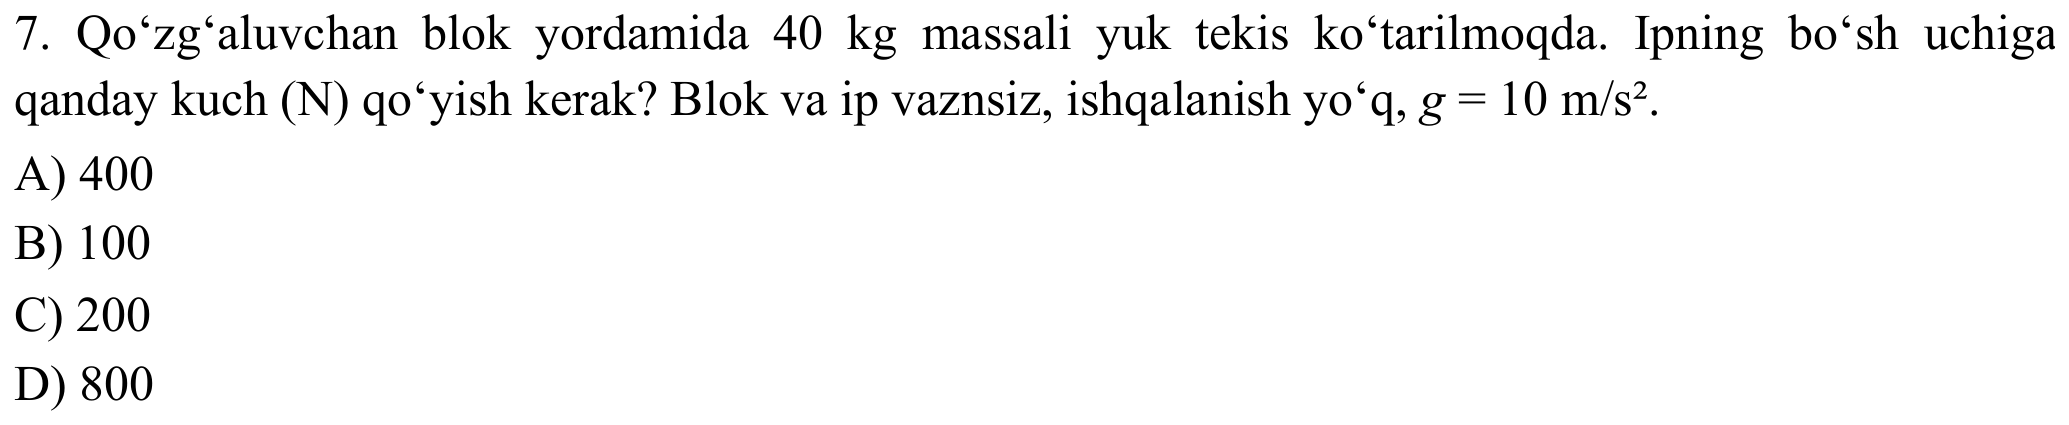 7. Qo‘zg‘aluvchan blok yordamida 40 kg massali yuk tekis ko‘tarilmoqda. Ipning bo‘sh uchiga
qanday kuch (N) qo‘yish kerak? Blok va ip vaznsiz, ishqalanish yo‘q, g = 10 m/s².
A) 400
B) 100
C) 200
D) 800